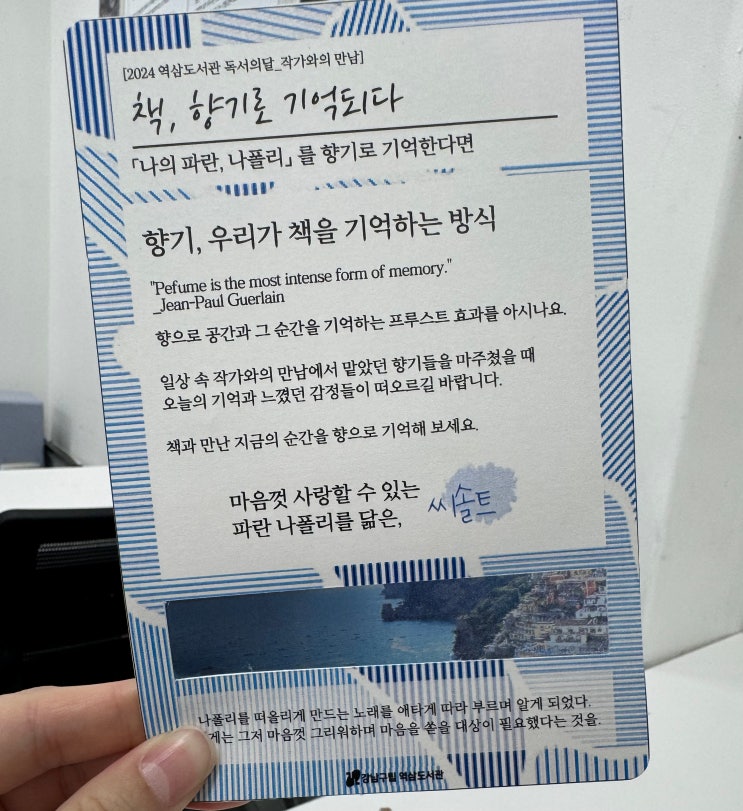 [2024 역삼도서관 독서의달_작가와의 만남]
책, 향기로 기억되다
「나의 파란, 나폴리」를 향기로 기억한다면
향기, 우리가 책을 기억하는 방식
"Pefume is the most intense form of memory."
_Jean-Paul Guerlain
향으로 공간과 그 순간을 기억하는 프루스트 효과를 아시나요.
일상 속 작가와의 만남에서 맡았던 향기들을 마주쳤을 때
오늘의 기억과 느꼈던 감정들이 떠오르길 바랍니다.
책과 만난 지금의 순간을 향으로 기억해 보세요.
마음껏 사랑할 수 있는
파란 나폴리를 닮은, 씨솔트
나폴리를 떠올리게 만드는 노래를 애타게 따라 부르며 알게 되었다.
그저 마음껏 그리워하며 마음을 쏟을 대상이 필요했다는 것을.
강남구립 역삼도서관